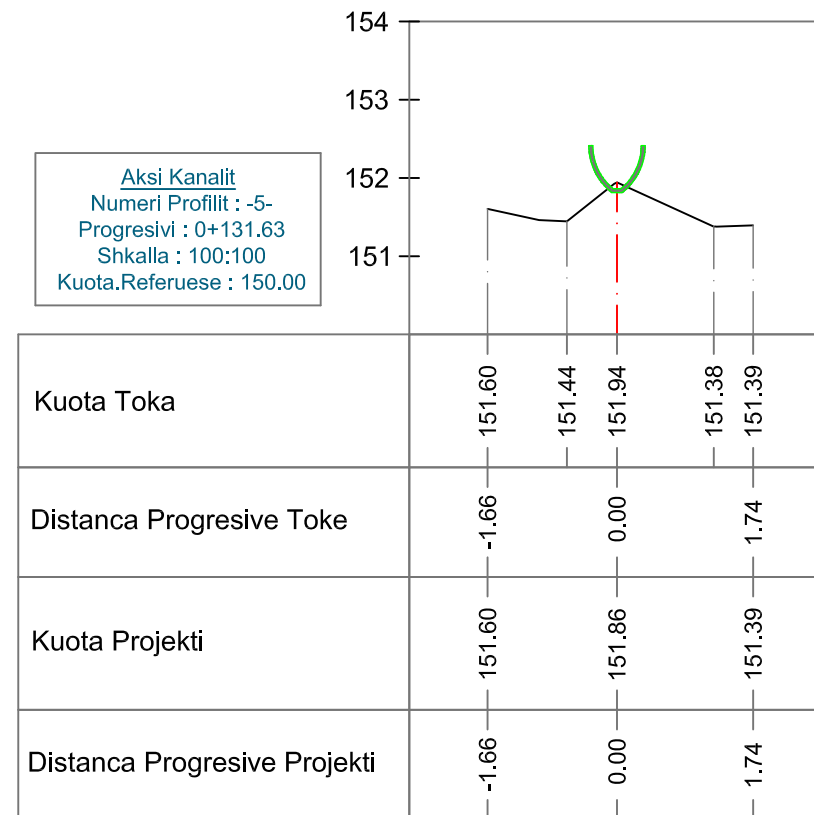 154
153
152
151
Aksi Kanalit
Numeri Profilit : -5-
Progresivi : 0+131.63
Shkalla : 100:100
Kuota.Referuese : 150.00
Kuota Toka
151.60
151.44
151.94
151.38
151.39
Distanca Progresive Toke
-1.66
0.00
1.74
Kuota Projekti
151.60
151.86
151.39
Distanca Progresive Projekti
-1.66
0.00
1.74